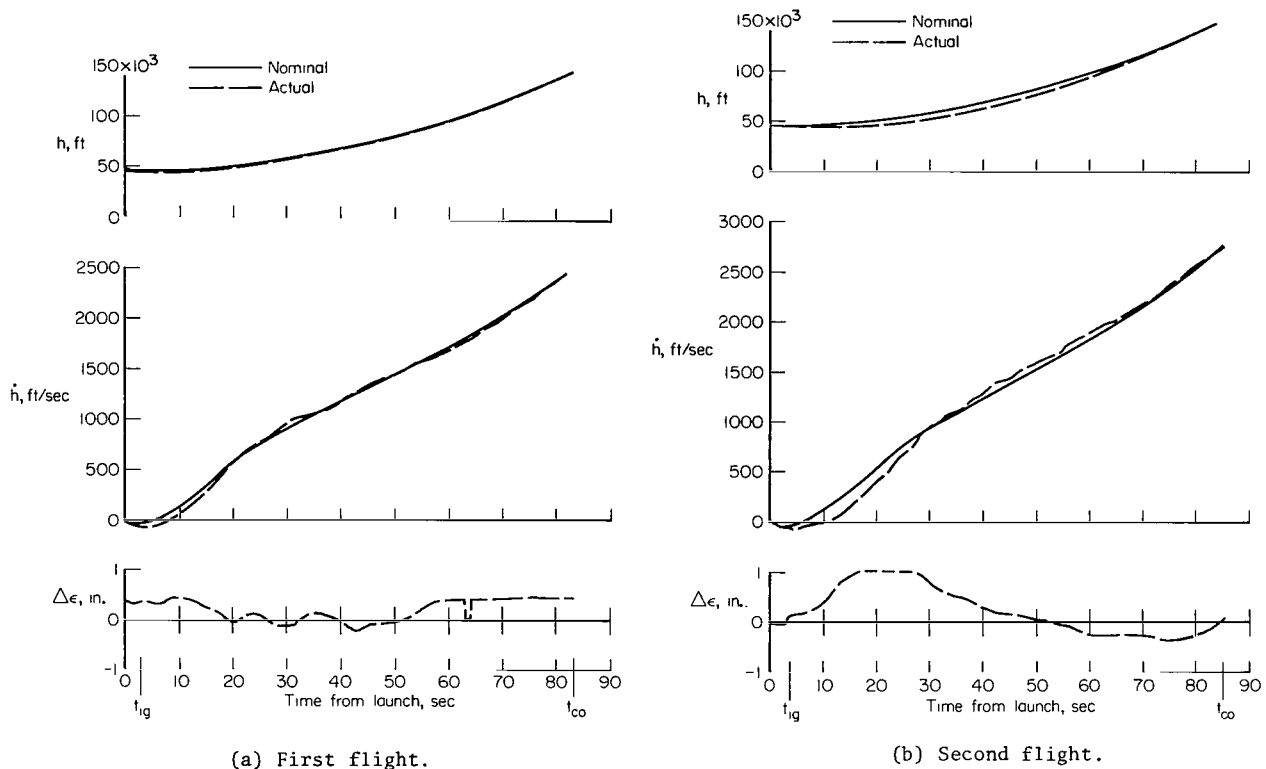 150×10³
Nominal
Actual
100
h, ft
50
0
2500
2000
1500
ḣ, ft/sec
1000
500
0
1
Δϵ, in.
0
-1
0 10 20 30 40 50 60 70 80 90
t_ig
Time from launch, sec
t_co
(a) First flight.
150×10³
Nominal
Actual
100
h, ft
50
0
3000
2500
2000
ḣ, ft/sec
1500
1000
500
0
1
Δϵ, in.
0
-1
0 10 20 30 40 50 60 70 80 90
t_ig
Time from launch, sec
t_co
(b) Second flight.